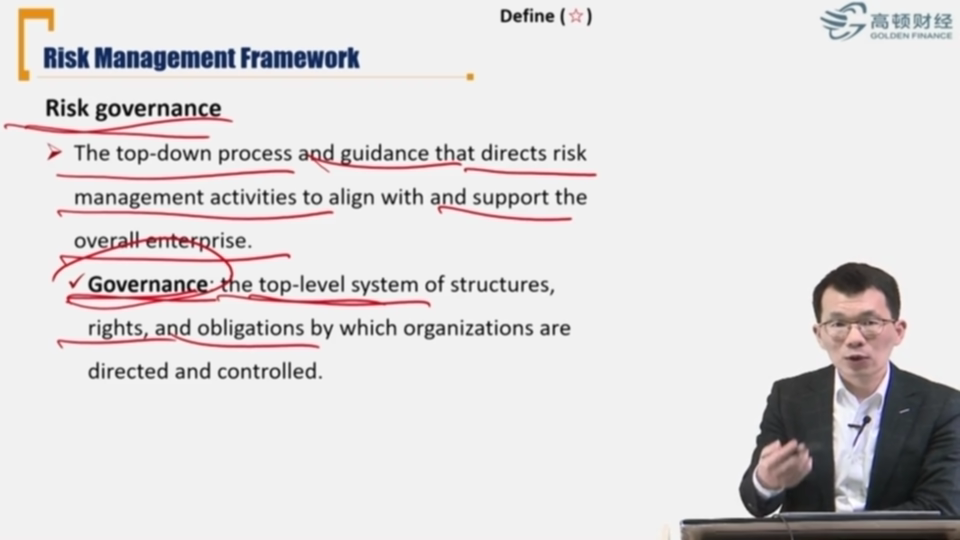 Define (☆)
高顿财经
GOLDEN FINANCE
Risk Management Framework
Risk governance
➢ The top-down process and guidance that directs risk
management activities to align with and support the
overall enterprise.
✓Governance: the top-level system of structures,
rights, and obligations by which organizations are
directed and controlled.